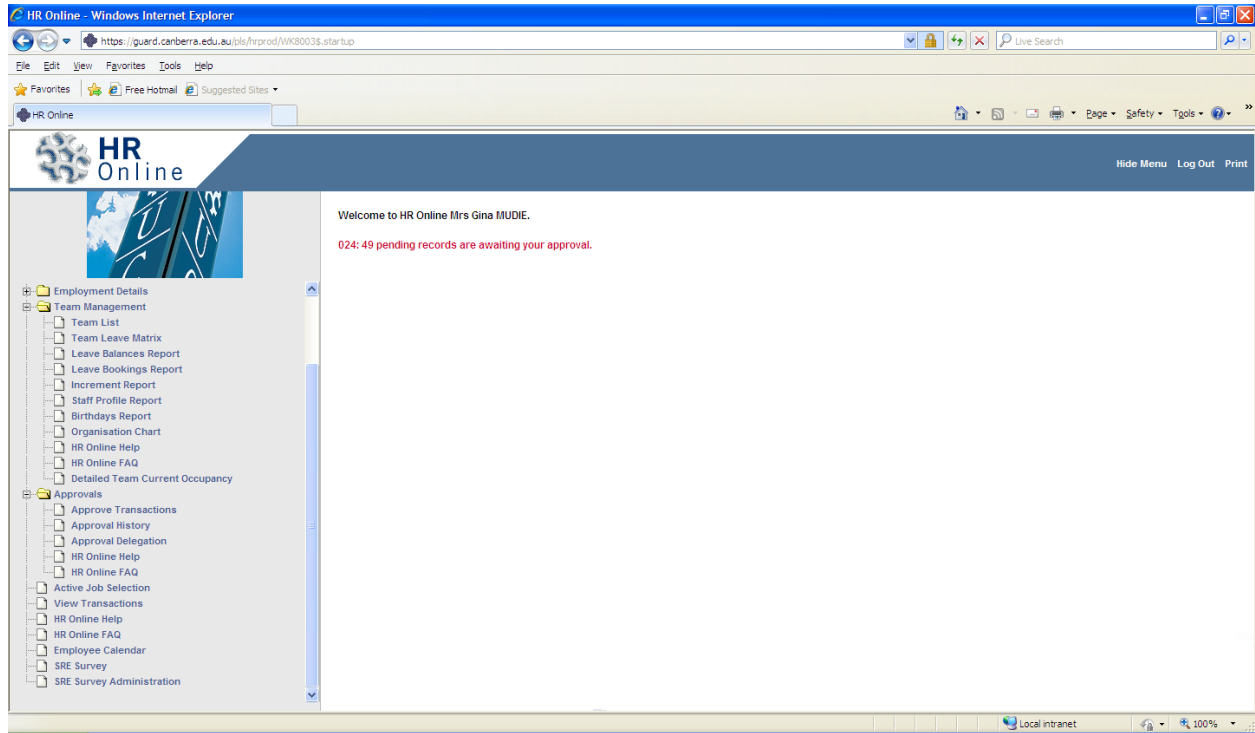 HR Online - Windows Internet Explorer
https://guard.canberra.edu.au/pls/hrprod/WK8003$.startup
Live Search
File Edit View Favorites Tools Help
Favorites Free Hotmail Suggested Sites
HR Online
Page Safety Tools »
HR
Online
Hide Menu Log Out Print
Welcome to HR Online Mrs Gina MUDIE.
024: 49 pending records are awaiting your approval.
Employment Details
Team Management
Team List
Team Leave Matrix
Leave Balances Report
Leave Bookings Report
Increment Report
Staff Profile Report
Birthdays Report
Organisation Chart
HR Online Help
HR Online FAQ
Detailed Team Current Occupancy
Approvals
Approve Transactions
Approval History
Approval Delegation
HR Online Help
HR Online FAQ
Active Job Selection
View Transactions
HR Online Help
HR Online FAQ
Employee Calendar
SRE Survey
SRE Survey Administration
Local intranet
100%